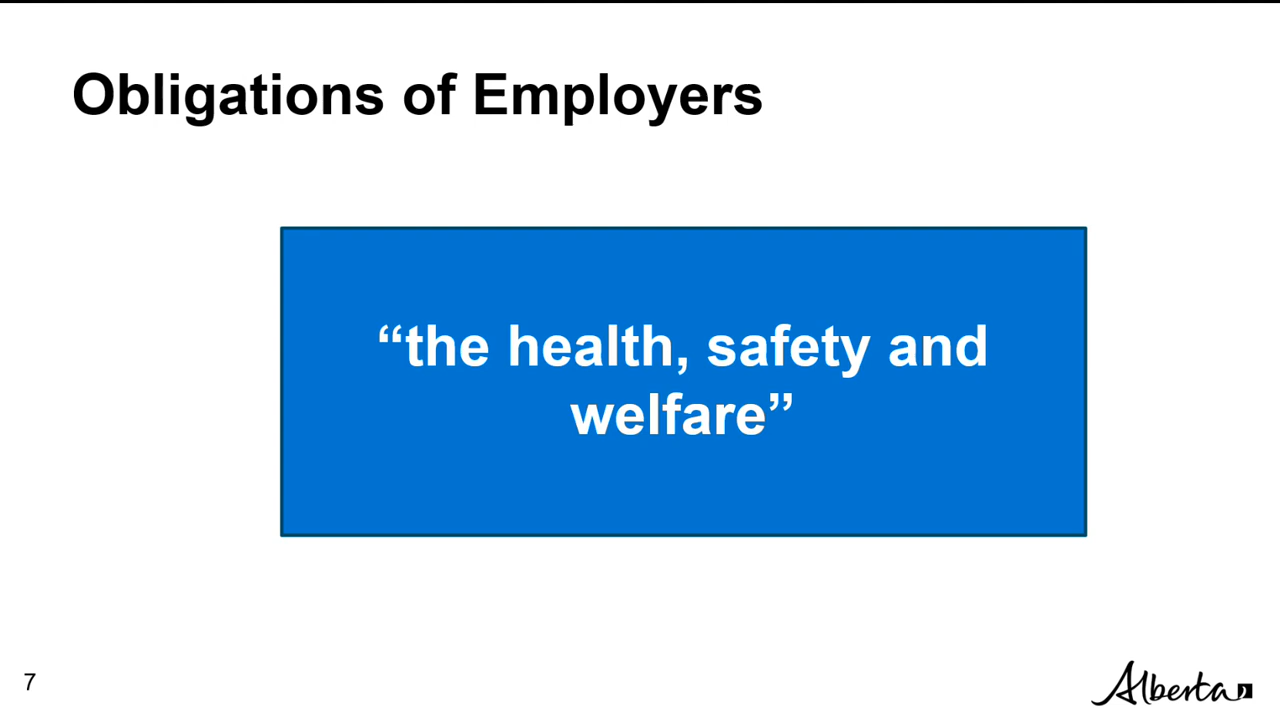 Obligations of Employers
“the health, safety and
welfare”
7
Alberta